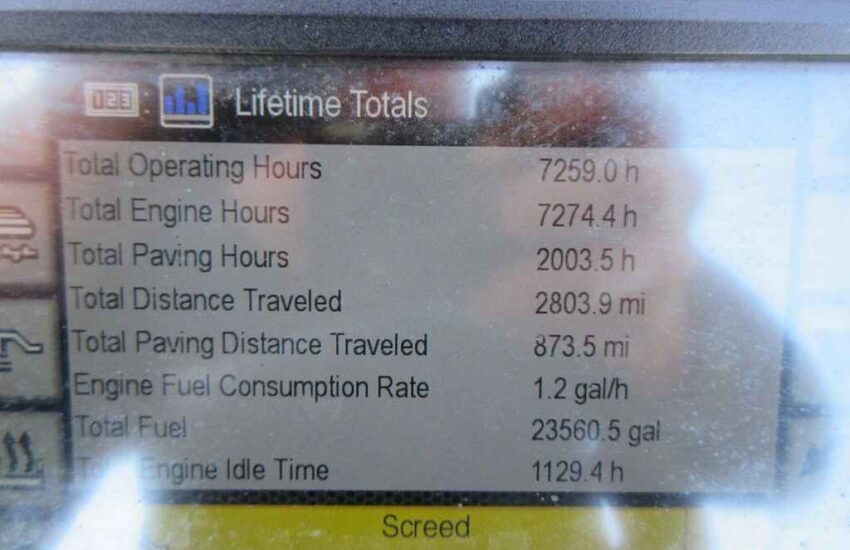 123 Lifetime Totals
Total Operating Hours 7259.0 h
Total Engine Hours 7274.4 h
Total Paving Hours 2003.5 h
Total Distance Traveled 2803.9 mi
Total Paving Distance Traveled 873.5 mi
Engine Fuel Consumption Rate 1.2 gal/h
Total Fuel 23560.5 gal
Total Engine Idle Time 1129.4 h
Screed